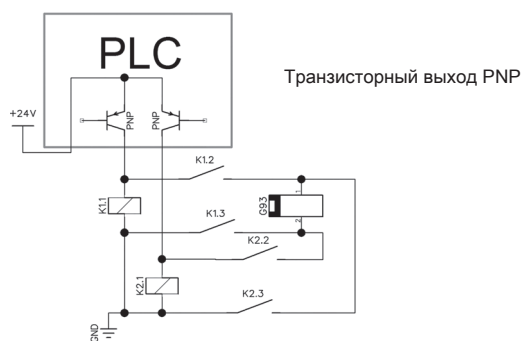 PLC
Транзисторный выход PNP
+24V
PNP
PNP
K1.2
K1.1
1
G93
2
K1.3
K2.2
K2.1
K2.3
GND